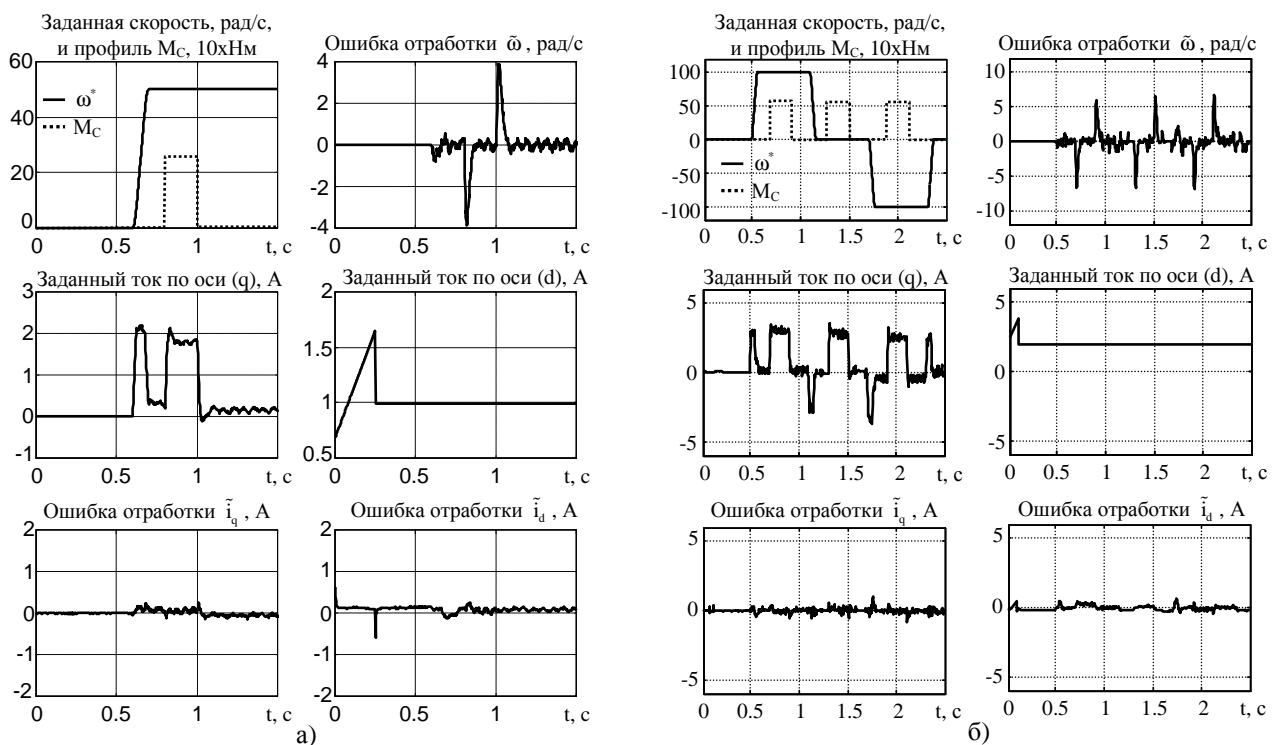 Заданная скорость, рад/с,
и профиль M_C, 10хНм
60
40
20
0
ω*
M_C
0 0.5 1 t, с
Ошибка отработки ω̃ , рад/с
4
2
0
-2
-4
0 0.5 1 t, с
Заданный ток по оси (q), А
3
2
1
0
-1
0 0.5 1 t, с
Заданный ток по оси (d), А
2
1.5
1
0.5
0 0.5 1 t, с
Ошибка отработки ĩ_q , А
2
1
0
-1
-2
0 0.5 1 t, с
Ошибка отработки ĩ_d , А
2
1
0
-1
-2
0 0.5 1 t, с
а)
Заданная скорость, рад/с,
и профиль M_C, 10хНм
100
50
0
-50
-100
ω*
M_C
0 0.5 1 1.5 2 t, с
Ошибка отработки ω̃ , рад/с
10
5
0
-5
-10
0 0.5 1 1.5 2 t, с
Заданный ток по оси (q), А
5
0
-5
0 0.5 1 1.5 2 t, с
Заданный ток по оси (d), А
5
0
-5
0 0.5 1 1.5 2 t, с
Ошибка отработки ĩ_q , А
5
0
-5
0 0.5 1 1.5 2 t, с
Ошибка отработки ĩ_d , А
5
0
-5
0 0.5 1 1.5 2 t, с
б)